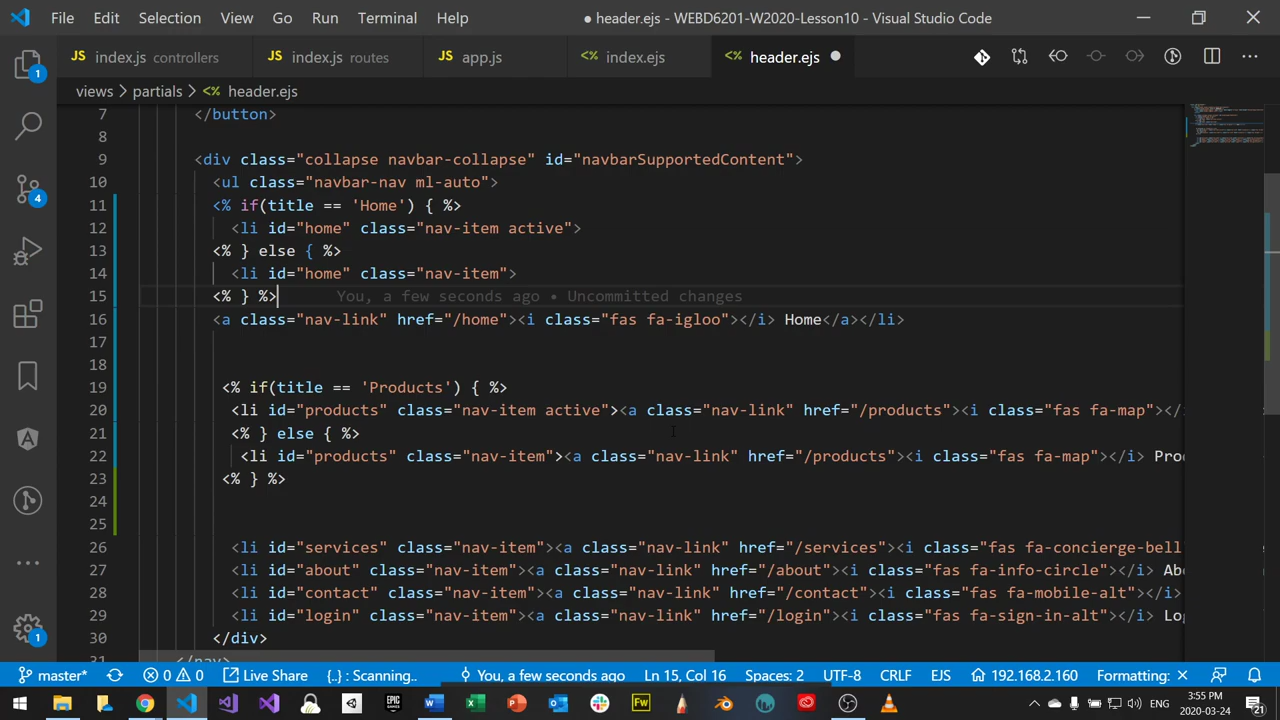 File Edit Selection View Go Run Terminal Help ● header.ejs - WEBD6201-W2020-Lesson10 - Visual Studio Code
JS index.js controllers JS index.js routes JS app.js <%> index.ejs <%> header.ejs
views > partials > <%> header.ejs
7 </button>
8
9 <div class="collapse navbar-collapse" id="navbarSupportedContent">
10 <ul class="navbar-nav ml-auto">
11 <% if(title == 'Home') { %>
12 <li id="home" class="nav-item active">
13 <% } else { %>
14 <li id="home" class="nav-item">
15 <% } %> You, a few seconds ago • Uncommitted changes
16 <a class="nav-link" href="/home"><i class="fas fa-igloo"></i> Home</a></li>
17
18
19 <% if(title == 'Products') { %>
20 <li id="products" class="nav-item active"><a class="nav-link" href="/products"><i class="fas fa-map"></
21 <% } else { %>
22 <li id="products" class="nav-item"><a class="nav-link" href="/products"><i class="fas fa-map"></i> Pro
23 <% } %>
24
25
26 <li id="services" class="nav-item"><a class="nav-link" href="/services"><i class="fas fa-concierge-bell
27 <li id="about" class="nav-item"><a class="nav-link" href="/about"><i class="fas fa-info-circle"></i> Ab
28 <li id="contact" class="nav-item"><a class="nav-link" href="/contact"><i class="fas fa-mobile-alt"></i>
29 <li id="login" class="nav-item"><a class="nav-link" href="/login"><i class="fas fa-sign-in-alt"></i> Lo
30 </div>
31 </nav>
1
4
1
master* 0 0 Live Share {..} : Scanning.. You, a few seconds ago Ln 15, Col 16 Spaces: 2 UTF-8 CRLF EJS 192.168.2.160 Formatting: ✕
EPIC GAMES Fw 3:55 PM
2020-03-24 21